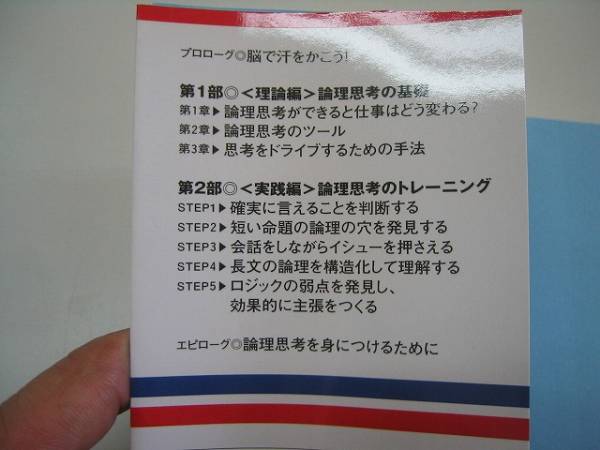 プロローグ◎脳で汗をかこう!
第1部◎<理論編>論理思考の基礎
第1章▶論理思考ができると仕事はどう変わる?
第2章▶論理思考のツール
第3章▶思考をドライブするための手法
第2部◎<実践編>論理思考のトレーニング
STEP1▶確実に言えることを判断する
STEP2▶短い命題の論理の穴を発見する
STEP3▶会話をしながらイシューを押さえる
STEP4▶長文の論理を構造化して理解する
STEP5▶ロジックの弱点を発見し、
効果的に主張をつくる
エピローグ◎論理思考を身につけるために